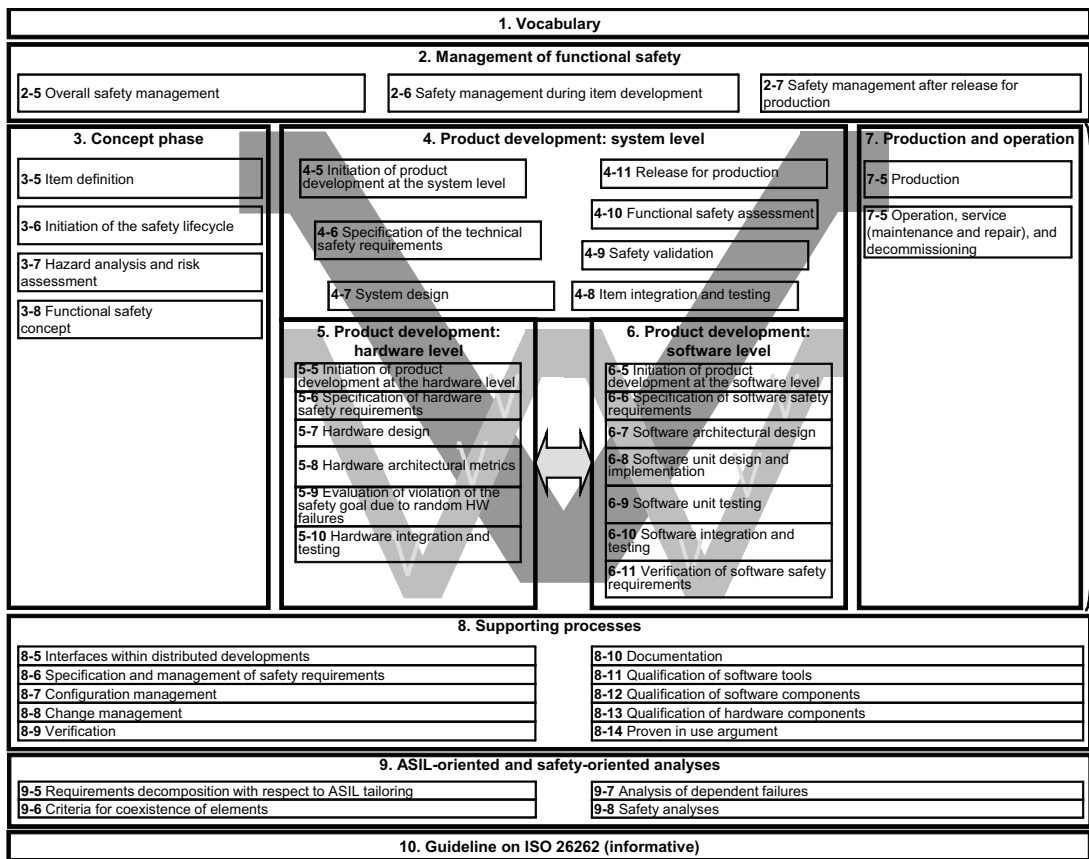 1. Vocabulary
2. Management of functional safety
2-5 Overall safety management
2-6 Safety management during item development
2-7 Safety management after release for
production
3. Concept phase
3-5 Item definition
3-6 Initiation of the safety lifecycle
3-7 Hazard analysis and risk
assessment
3-8 Functional safety
concept
4. Product development: system level
4-5 Initiation of product
development at the system level
4-6 Specification of the technical
safety requirements
4-7 System design
4-11 Release for production
4-10 Functional safety assessment
4-9 Safety validation
4-8 Item integration and testing
7. Production and operation
7-5 Production
7-5 Operation, service
(maintenance and repair), and
decommissioning
5. Product development:
hardware level
5-5 Initiation of product
development at the hardware level
5-6 Specification of hardware
safety requirements
5-7 Hardware design
5-8 Hardware architectural metrics
5-9 Evaluation of violation of the
safety goal due to random HW
failures
5-10 Hardware integration and
testing
6. Product development:
software level
6-5 Initiation of product
development at the software level
6-6 Specification of software safety
requirements
6-7 Software architectural design
6-8 Software unit design and
implementation
6-9 Software unit testing
6-10 Software integration and
testing
6-11 Verification of software safety
requirements
8. Supporting processes
8-5 Interfaces within distributed developments
8-6 Specification and management of safety requirements
8-7 Configuration management
8-8 Change management
8-9 Verification
8-10 Documentation
8-11 Qualification of software tools
8-12 Qualification of software components
8-13 Qualification of hardware components
8-14 Proven in use argument
9. ASIL-oriented and safety-oriented analyses
9-5 Requirements decomposition with respect to ASIL tailoring
9-6 Criteria for coexistence of elements
9-7 Analysis of dependent failures
9-8 Safety analyses
10. Guideline on ISO 26262 (informative)